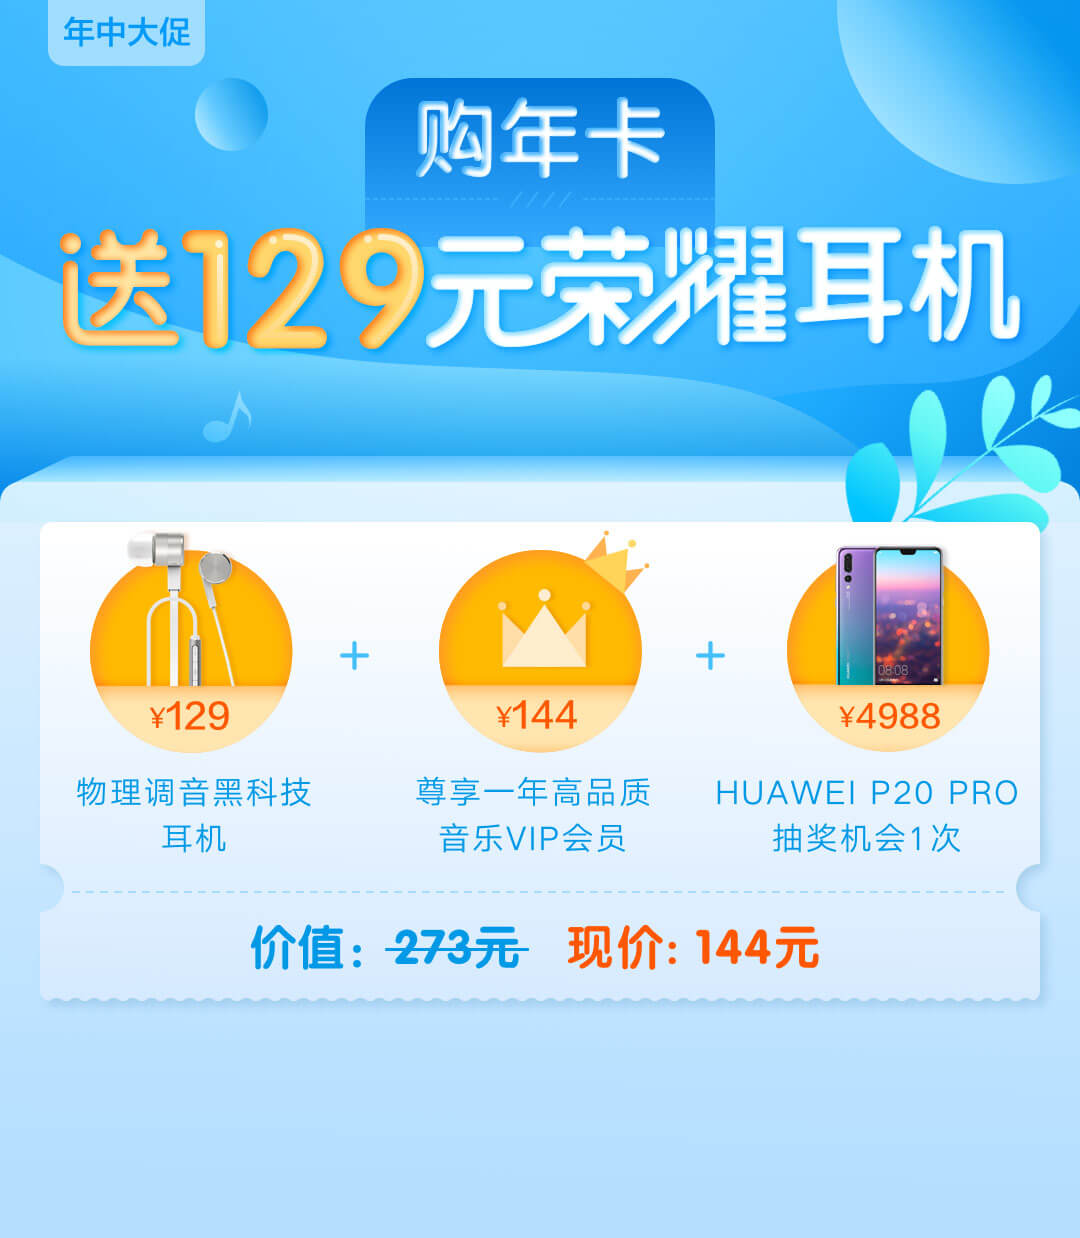 年中大促
购年卡
送129元荣耀耳机
¥129
¥144
¥4988
物理调音黑科技
耳机
尊享一年高品质
音乐VIP会员
HUAWEI P20 PRO
抽奖机会1次
08:08
价值：273元 现价：144元